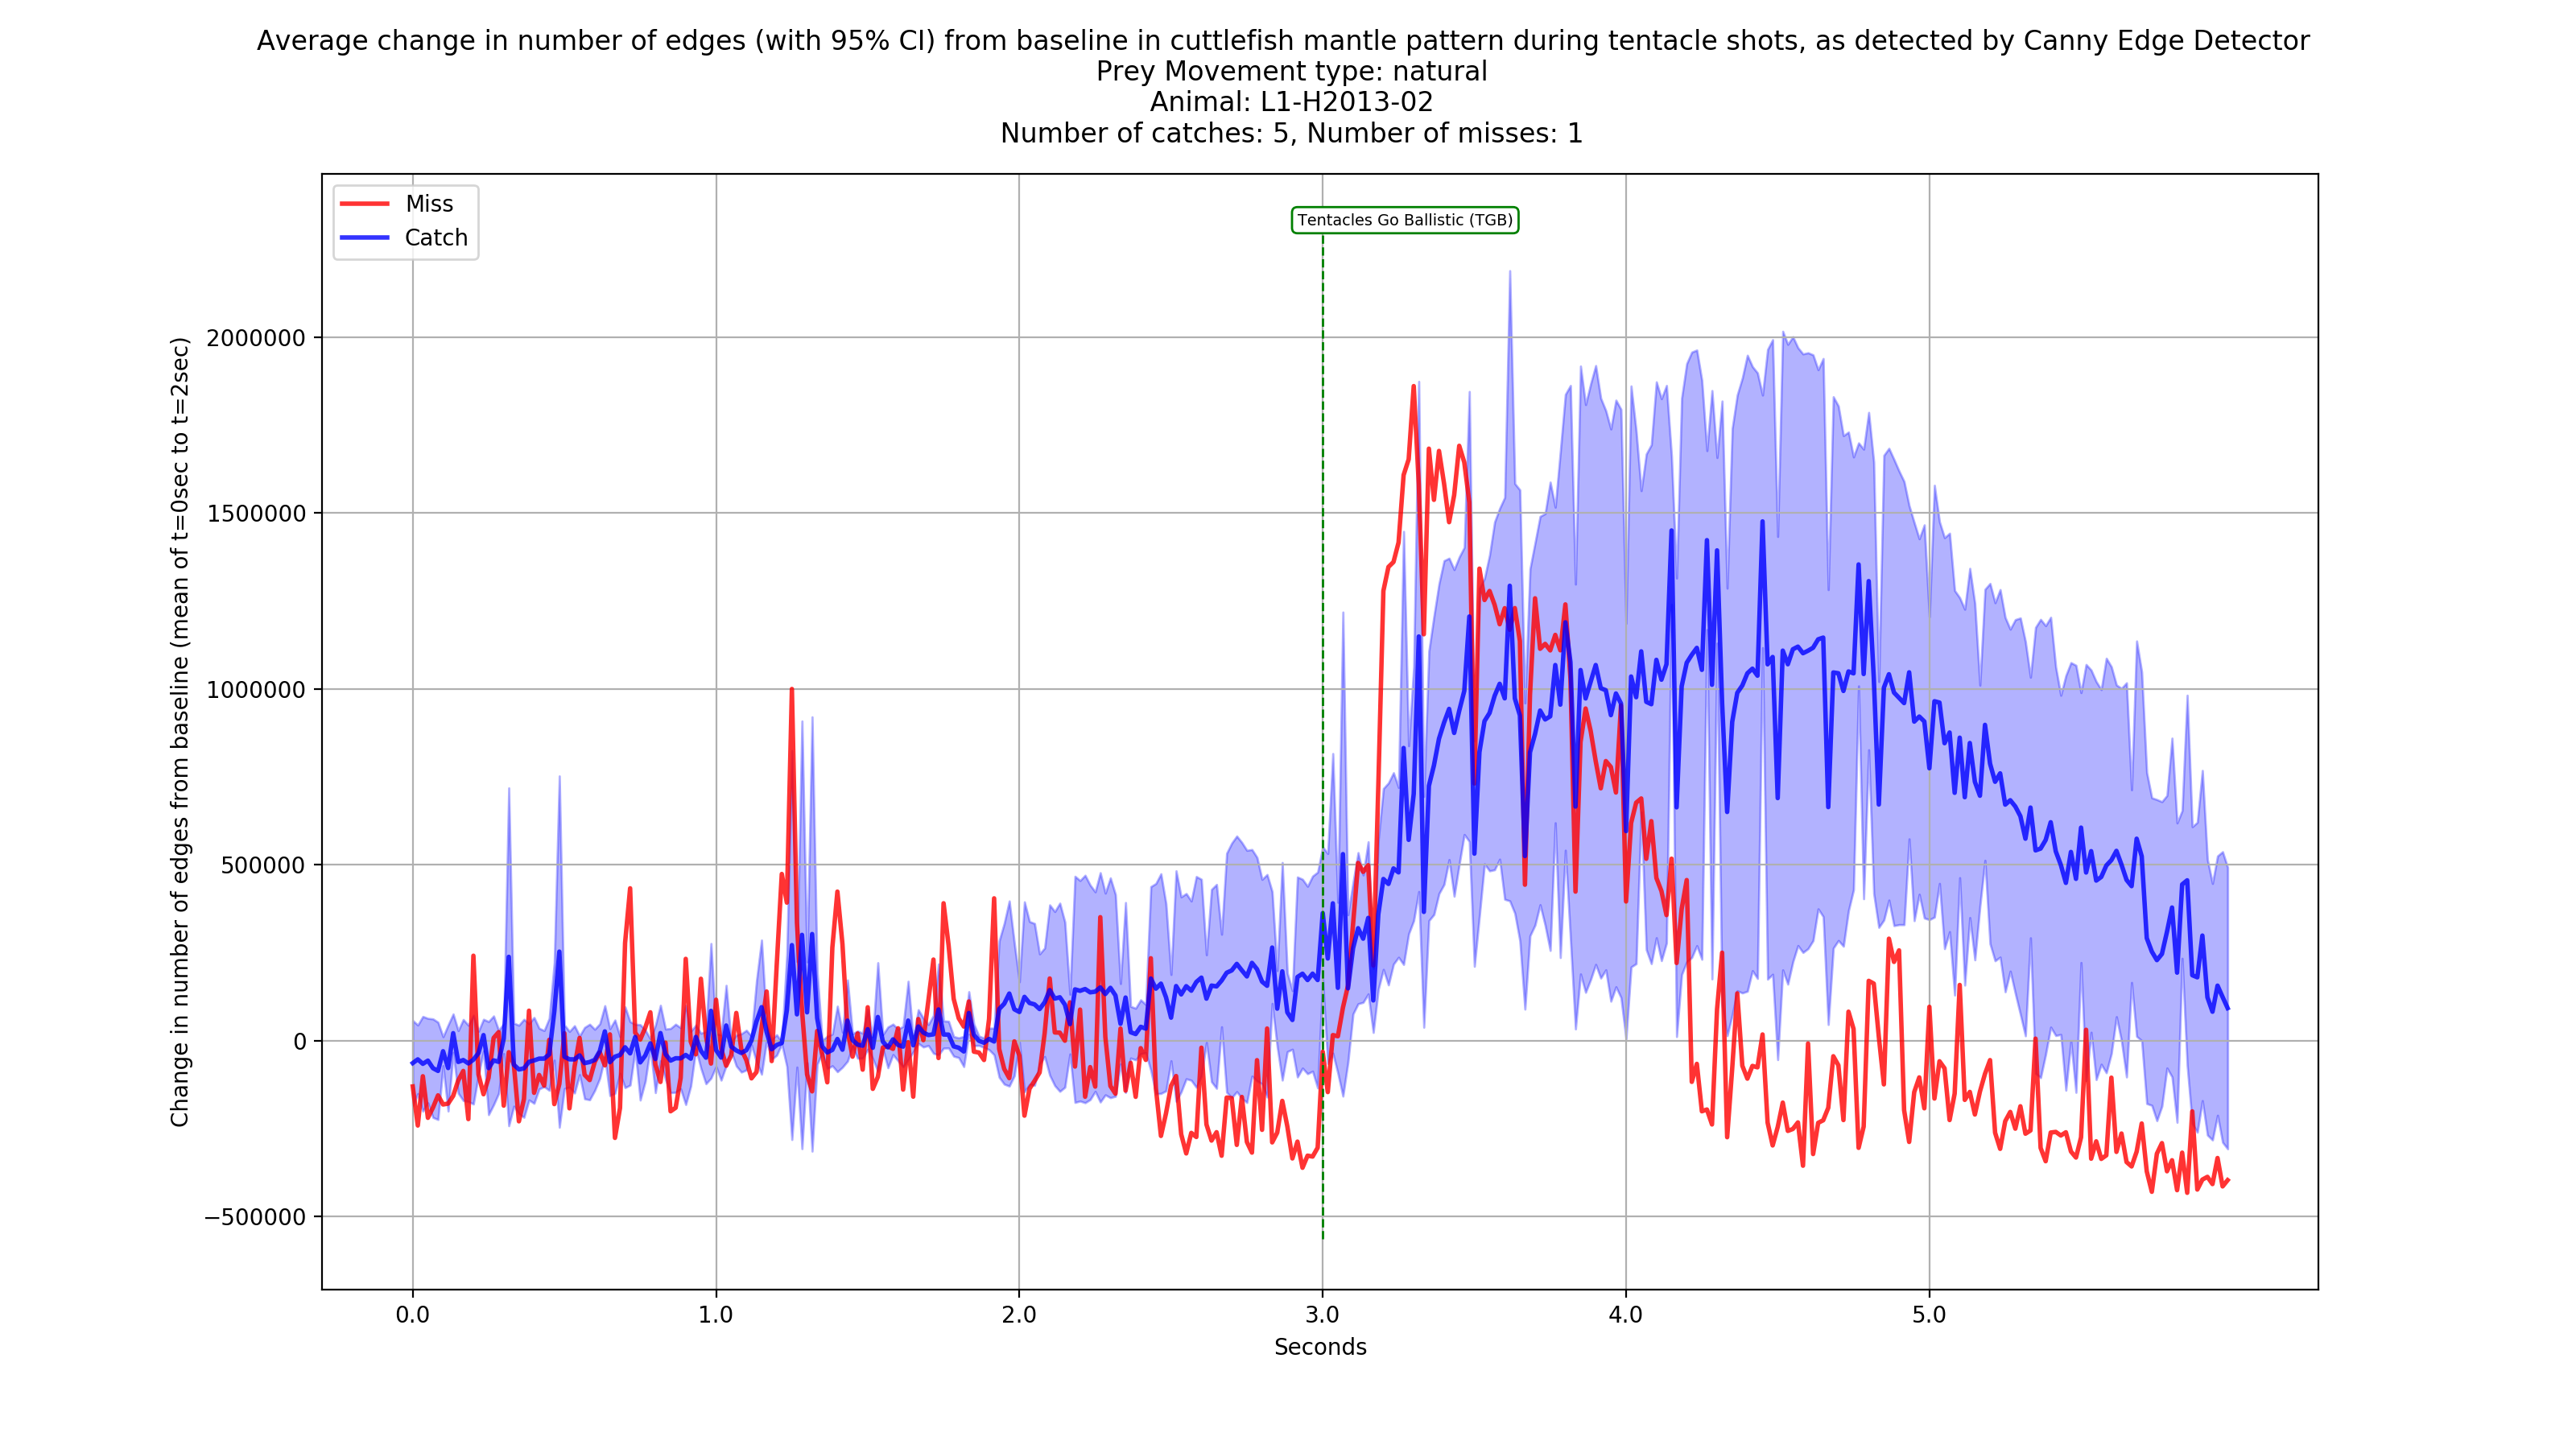 Average change in number of edges (with 95% CI) from baseline in cuttlefish mantle pattern during tentacle shots, as detected by Canny Edge Detector
Prey Movement type: natural
Animal: L1-H2013-02
Number of catches: 5, Number of misses: 1
Miss
Catch
Tentacles Go Ballistic (TGB)
Change in number of edges from baseline (mean of t=0sec to t=2sec)
2000000
1500000
1000000
500000
0
−500000
0.0 1.0 2.0 3.0 4.0 5.0
Seconds